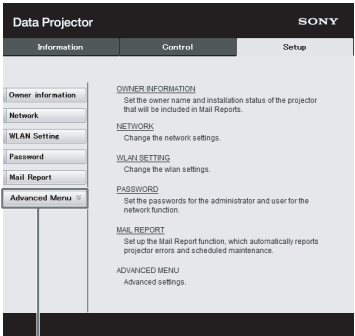 Data Projector
SONY
Information
Control
Setup
Owner information
Network
WLAN Setting
Password
Mail Report
Advanced Menu
OWNER INFORMATION
Set the owner name and installation status of the projector
that will be included in Mail Reports.
NETWORK
Change the network settings.
WLAN SETTING
Change the wlan settings.
PASSWORD
Set the passwords for the administrator and user for the
network function.
MAIL REPORT
Set up the Mail Report function, which automatically reports
projector errors and scheduled maintenance.
ADVANCED MENU
Advanced settings.